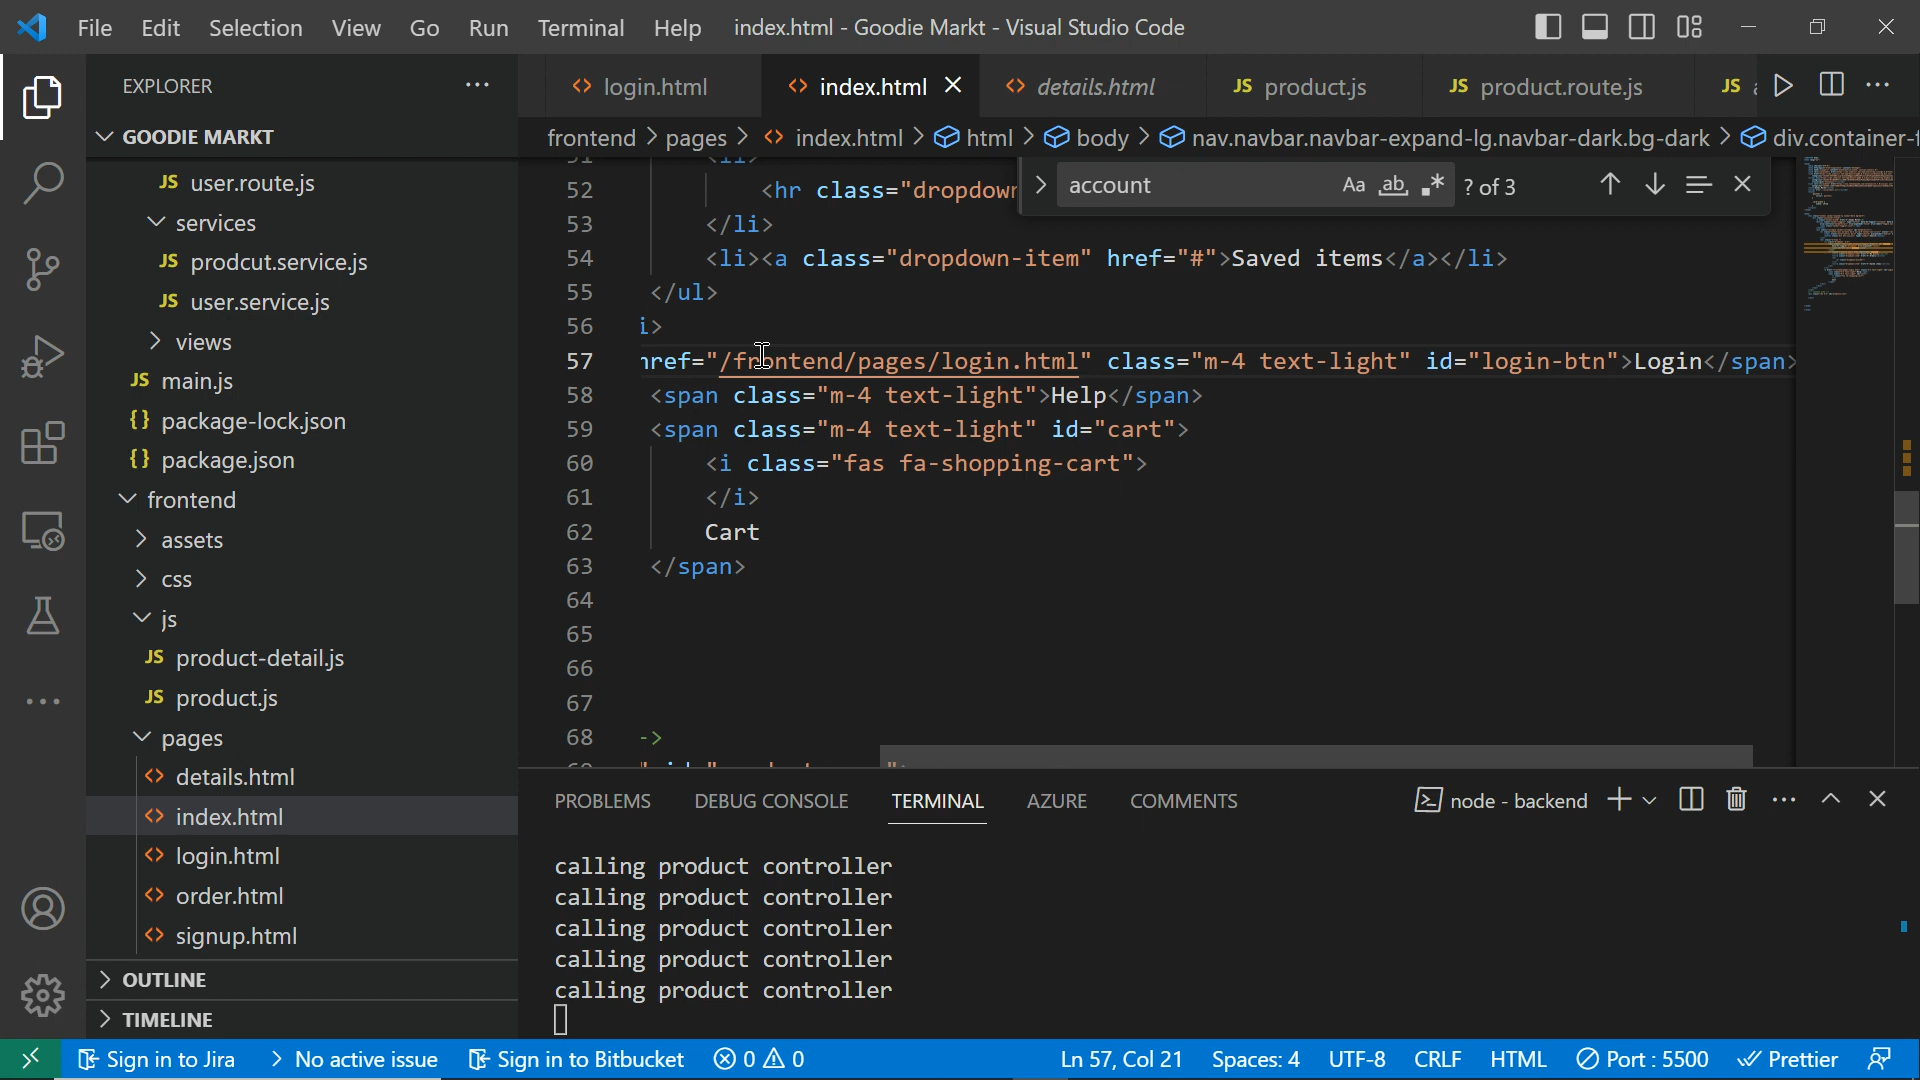 File Edit Selection View Go Run Terminal Help index.html - Goodie Markt - Visual Studio Code
EXPLORER
login.html index.html details.html JS product.js JS product.route.js JS
GOODIE MARKT
frontend > pages > index.html > html > body > nav.navbar.navbar-expand-lg.navbar-dark.bg-dark > div.container-f
account Aa ab ? of 3
JS user.route.js
services
JS prodcut.service.js
JS user.service.js
views
JS main.js
{} package-lock.json
{} package.json
frontend
assets
css
js
JS product-detail.js
JS product.js
pages
details.html
index.html
login.html
order.html
signup.html
OUTLINE
TIMELINE
52 <hr class="dropdown
53 </li>
54 <li><a class="dropdown-item" href="#">Saved items</a></li>
55 </ul>
56 i>
57 href="/frontend/pages/login.html" class="m-4 text-light" id="login-btn">Login</span>
58 <span class="m-4 text-light">Help</span>
59 <span class="m-4 text-light" id="cart">
60 <i class="fas fa-shopping-cart">
61 </i>
62 Cart
63 </span>
64
65
66
67
68 ->
PROBLEMS DEBUG CONSOLE TERMINAL AZURE COMMENTS node - backend
calling product controller
calling product controller
calling product controller
calling product controller
calling product controller
Sign in to Jira > No active issue Sign in to Bitbucket 0 0 Ln 57, Col 21 Spaces: 4 UTF-8 CRLF HTML Port : 5500 Prettier